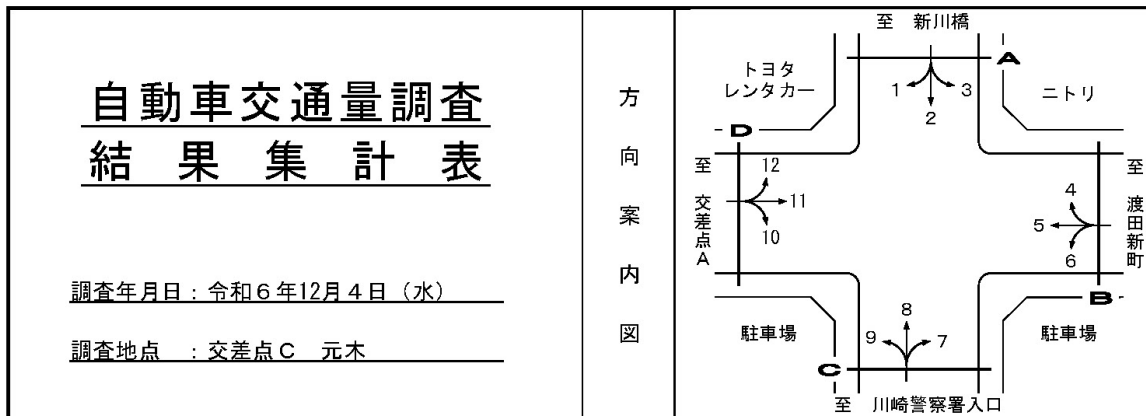 自動車交通量調査
結果集計表
調査年月日：令和６年12月４日（水）
調査地点　：交差点Ｃ　元木
方向案内図
至　新川橋
トヨタ
レンタカー
ニトリ
A
1
2
3
D
至　交差点Ａ
12
11
10
4
5
6
至　渡田新町
B
駐車場
9
8
7
駐車場
C
至　川崎警察署入口